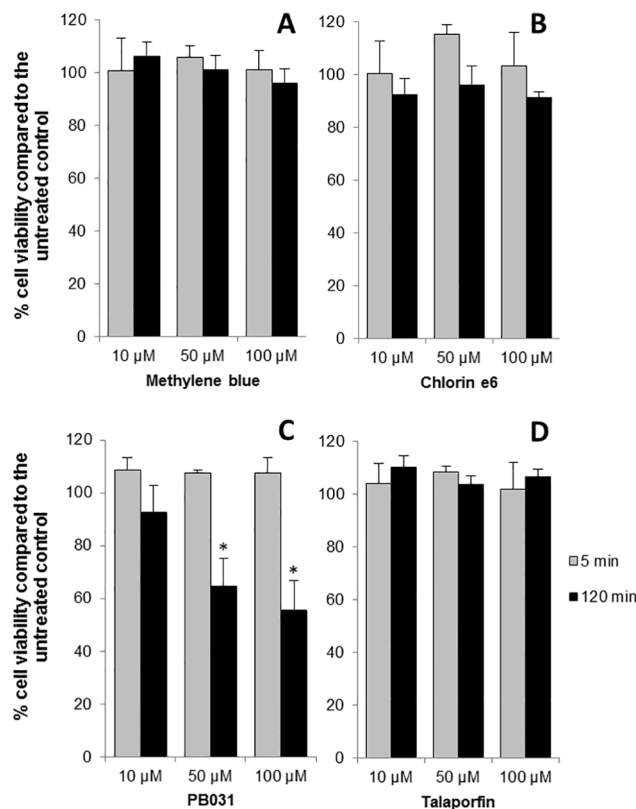 A
% cell viability compared to the
untreated control
120
100
80
60
40
20
0
10 µM 50 µM 100 µM
Methylene blue
B
120
100
80
60
40
20
0
10 µM 50 µM 100 µM
Chlorin e6
C
% cell viability compared to the
untreated control
120
100
80
60
40
20
0
* *
10 µM 50 µM 100 µM
PB031
D
120
100
80
60
40
20
0
10 µM 50 µM 100 µM
Talaporfin
5 min
120 min